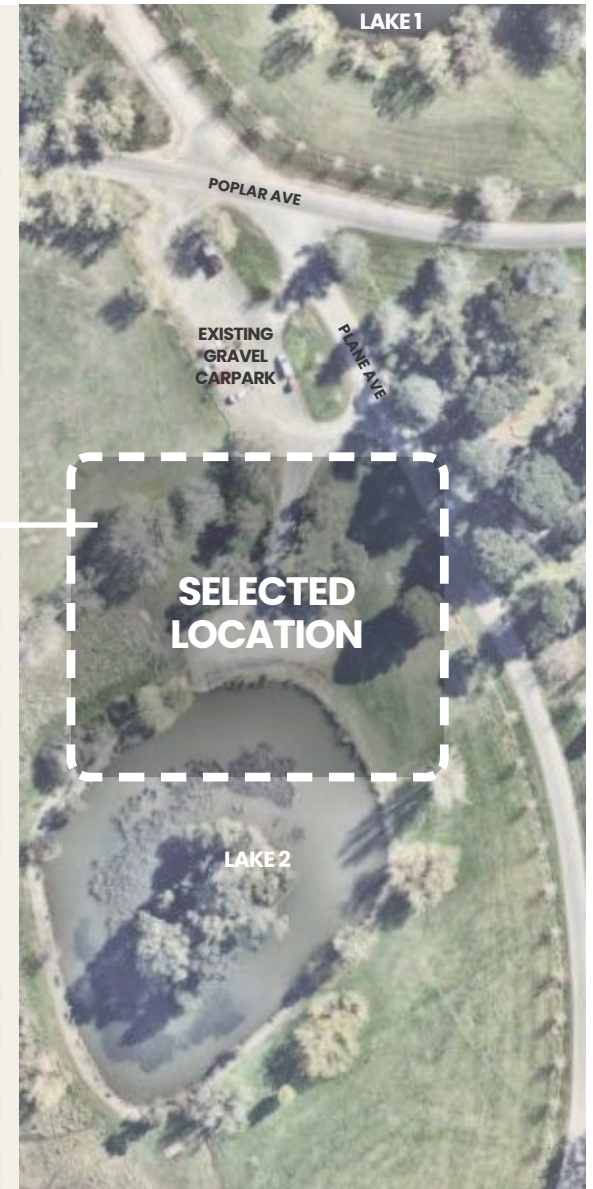 LAKE 1
POPLAR AVE
EXISTING
GRAVEL
CARPARK
PLANE AVE
SELECTED
LOCATION
LAKE 2